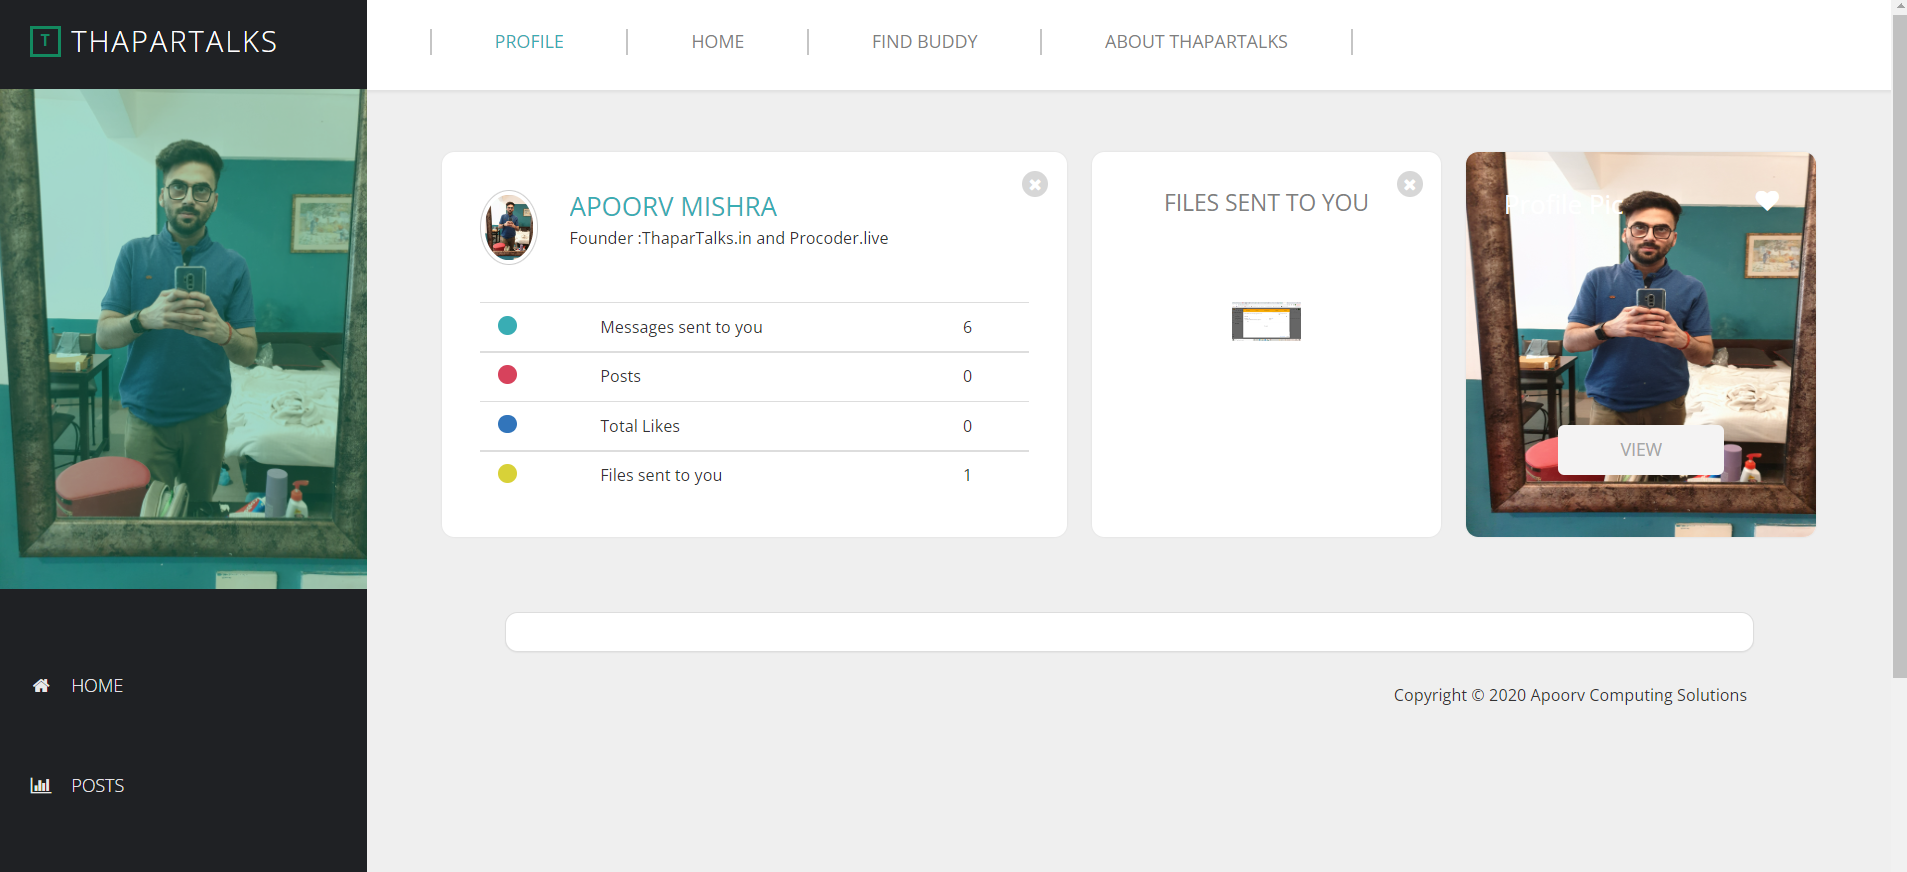 T THAPARTALKS
PROFILE
HOME
FIND BUDDY
ABOUT THAPARTALKS
APOORV MISHRA
Founder :ThaparTalks.in and Procoder.live
Messages sent to you 6
Posts 0
Total Likes 0
Files sent to you 1
FILES SENT TO YOU
Profile Pic
VIEW
HOME
POSTS
Copyright © 2020 Apoorv Computing Solutions